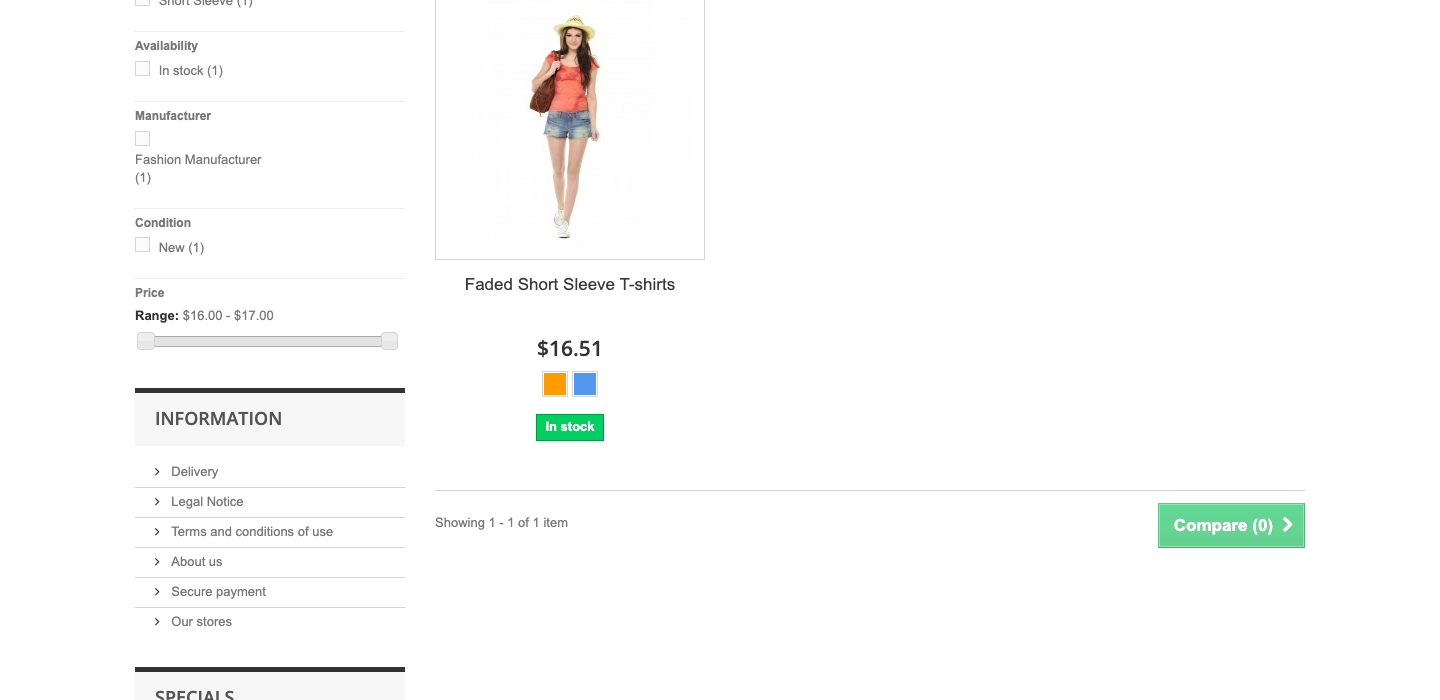 Short Sleeve (1)
Availability
In stock (1)
Manufacturer
Fashion Manufacturer
(1)
Condition
New (1)
Price
Range: $16.00 - $17.00
INFORMATION
Delivery
Legal Notice
Terms and conditions of use
About us
Secure payment
Our stores
SPECIALS
Faded Short Sleeve T-shirts
$16.51
In stock
Showing 1 - 1 of 1 item
Compare (0)